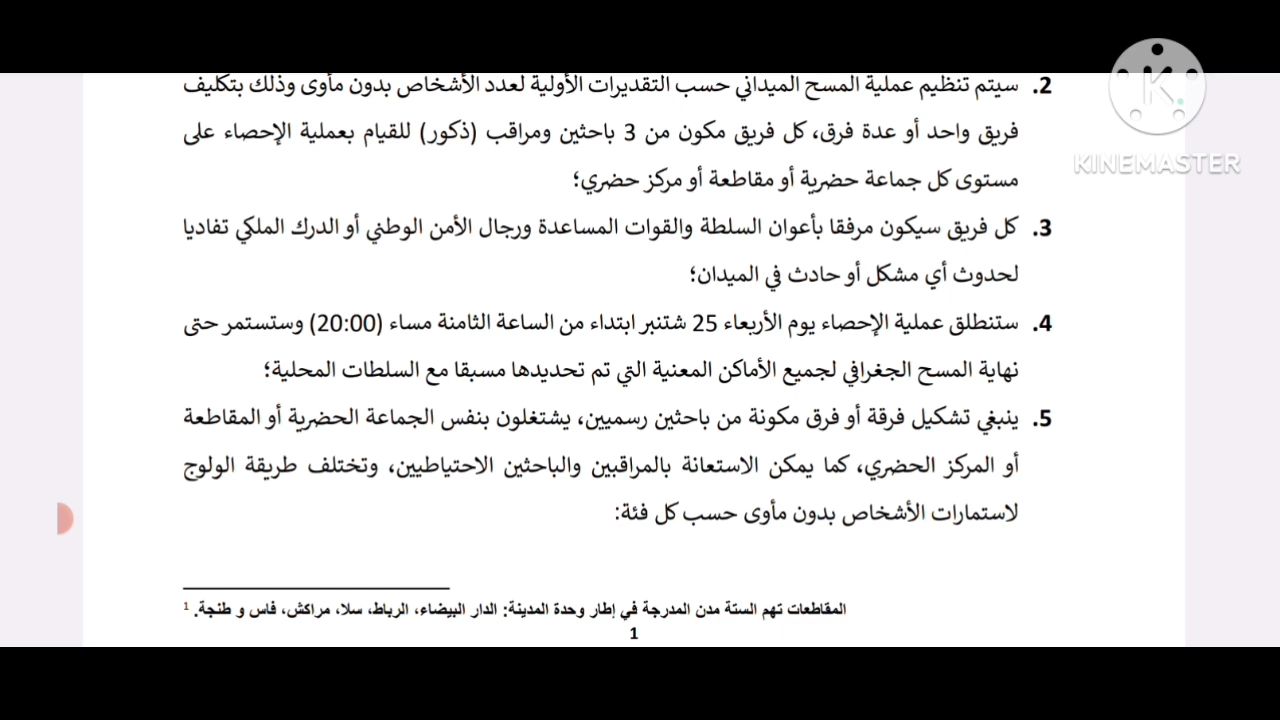 2. سيتم تنظيم عملية المسح الميداني حسب التقديرات الأولية لعدد الأشخاص بدون مأوى وذلك بتكليف
فريق واحد أو عدة فرق، كل فريق مكون من 3 باحثين ومراقب (ذكور) للقيام بعملية الإحصاء على
مستوى كل جماعة حضرية أو مقاطعة أو مركز حضري؛
3. كل فريق سيكون مرفقا بأعوان السلطة والقوات المساعدة ورجال الأمن الوطني أو الدرك الملكي تفاديا
لحدوث أي مشكل أو حادث في الميدان؛
4. ستنطلق عملية الإحصاء يوم الأربعاء 25 شتنبر ابتداء من الساعة الثامنة مساء (20:00) وستستمر حتى
نهاية المسح الجغرافي لجميع الأماكن المعنية التي تم تحديدها مسبقا مع السلطات المحلية؛
5. ينبغي تشكيل فرقة أو فرق مكونة من باحثين رسميين، يشتغلون بنفس الجماعة الحضرية أو المقاطعة
أو المركز الحضري، كما يمكن الاستعانة بالمراقبين والباحثين الاحتياطيين، وتختلف طريقة الولوج
لاستمارات الأشخاص بدون مأوى حسب كل فئة:
المقاطعات تهم الستة مدن المدرجة في إطار وحدة المدينة: الدار البيضاء، الرباط، سلا، مراكش، فاس و طنجة. 1
1
K
KINEMASTER